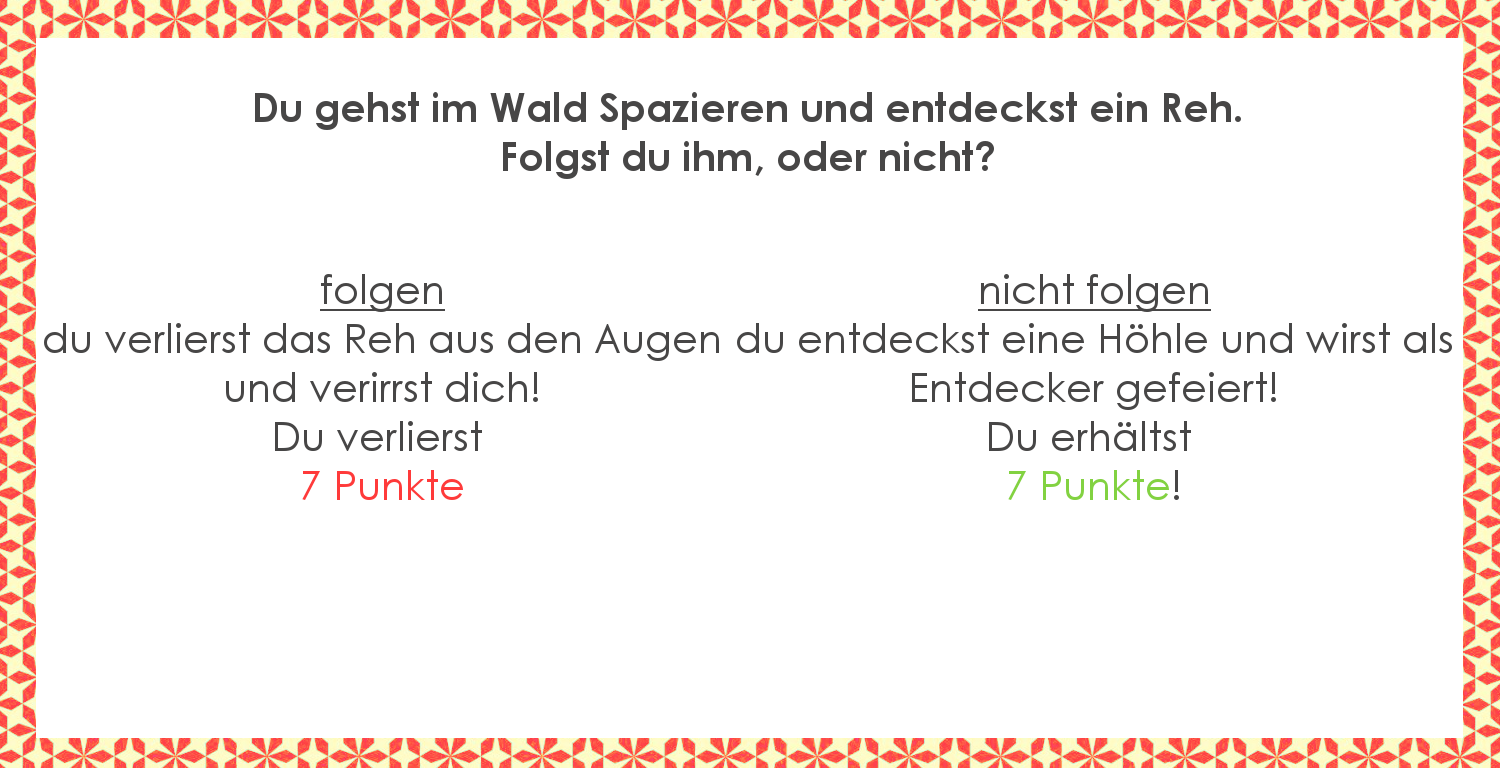 Du gehst im Wald Spazieren und entdeckst ein Reh.
Folgst du ihm, oder nicht?
folgen
du verlierst das Reh aus den Augen
und verirrst dich!
Du verlierst
7 Punkte
nicht folgen
du entdeckst eine Höhle und wirst als
Entdecker gefeiert!
Du erhältst
7 Punkte!